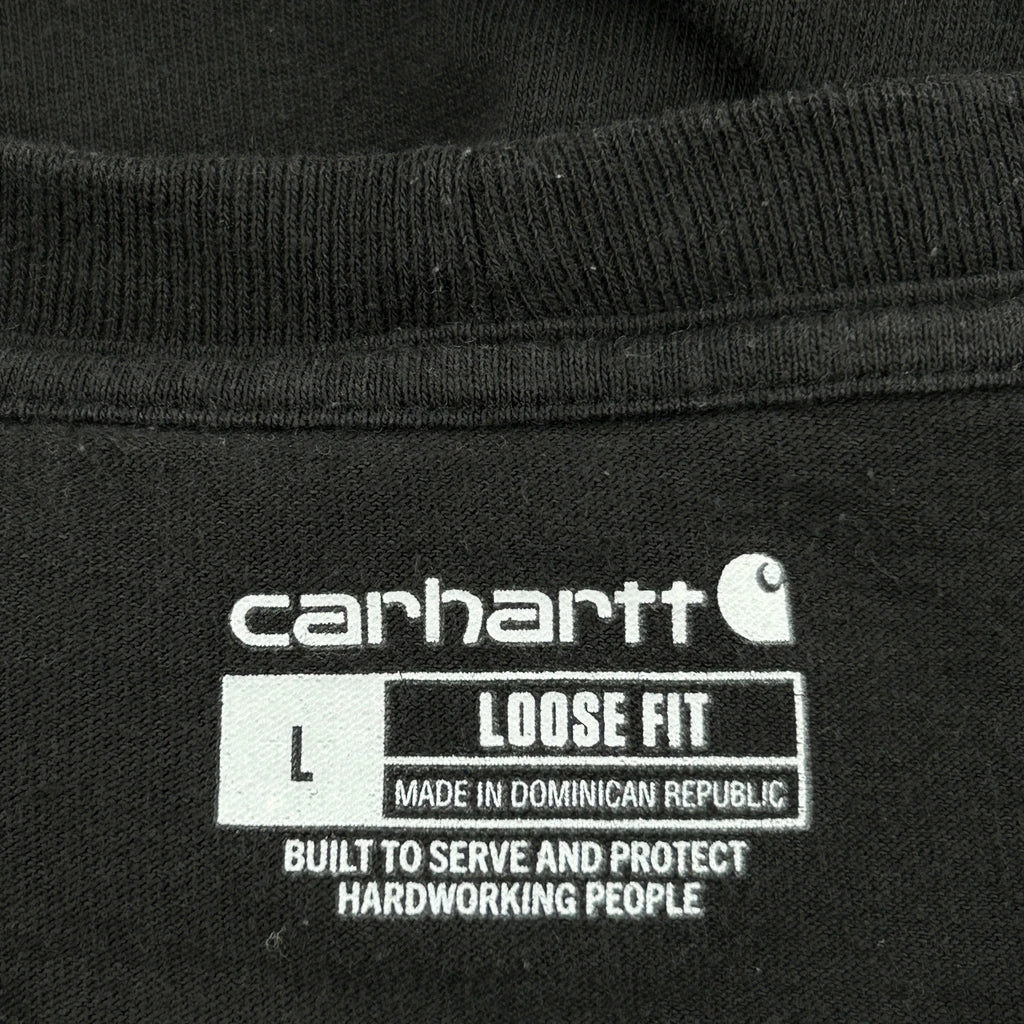 carhartt
L
LOOSE FIT
MADE IN DOMINICAN REPUBLIC
BUILT TO SERVE AND PROTECT
HARDWORKING PEOPLE